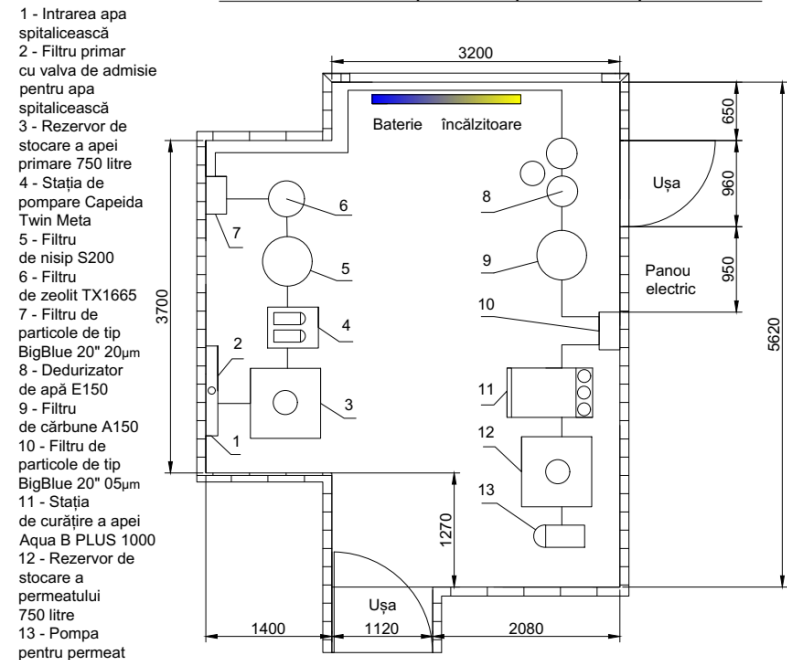 1 - Intrarea apa
spitalicească
2 - Filtru primar
cu valva de admisie
pentru apa
spitalicească
3 - Rezervor de
stocare a apei
primare 750 litre
4 - Stația de
pompare Capeida
Twin Meta
5 - Filtru
de nisip S200
6 - Filtru
de zeolit TX1665
7 - Filtru de
particole de tip
BigBlue 20" 20μm
8 - Dedurizator
de apă E150
9 - Filtru
de cărbune A150
10 - Filtru de
particole de tip
BigBlue 20" 05μm
11 - Stația
de curățire a apei
Aqua B PLUS 1000
12 - Rezervor de
stocare a
permeatului
750 litre
13 - Pompa
pentru permeat
3200
Baterie încălzitoare
650
960
950
5620
Ușa
Panou
electric
3700
6
7
5
4
2
3
1
8
9
10
11
12
13
1270
Ușa
1400
1120
2080